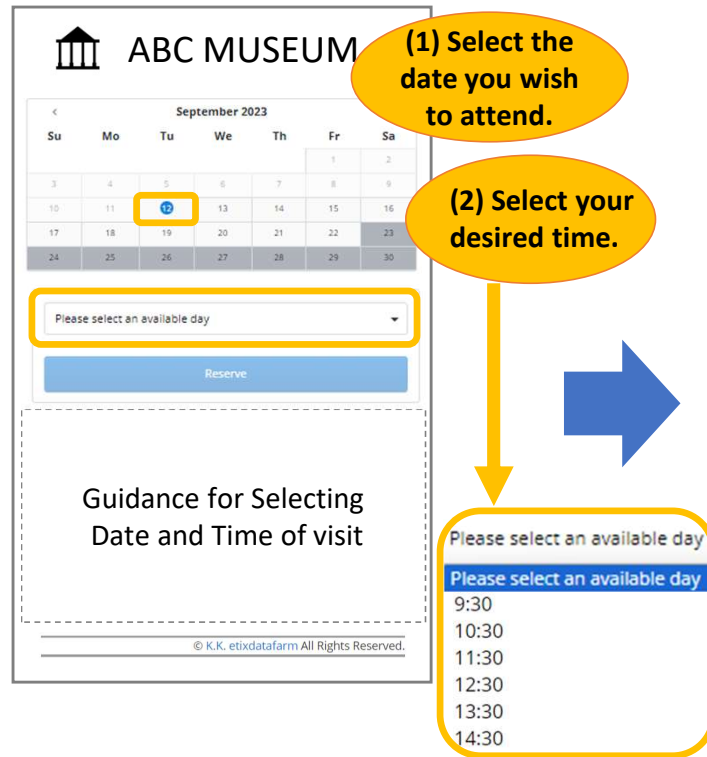 ABC MUSEUM
(1) Select the
date you wish
to attend.
< September 2023
Su Mo Tu We Th Fr Sa
1 2
3 4 5 6 7 8 9
10 11 12 13 14 15 16
17 18 19 20 21 22 23
24 25 26 27 28 29 30
(2) Select your
desired time.
Please select an available day
Reserve
Guidance for Selecting
Date and Time of visit
© K.K. etixdatafarm All Rights Reserved.
Please select an available day
Please select an available day
9:30
10:30
11:30
12:30
13:30
14:30